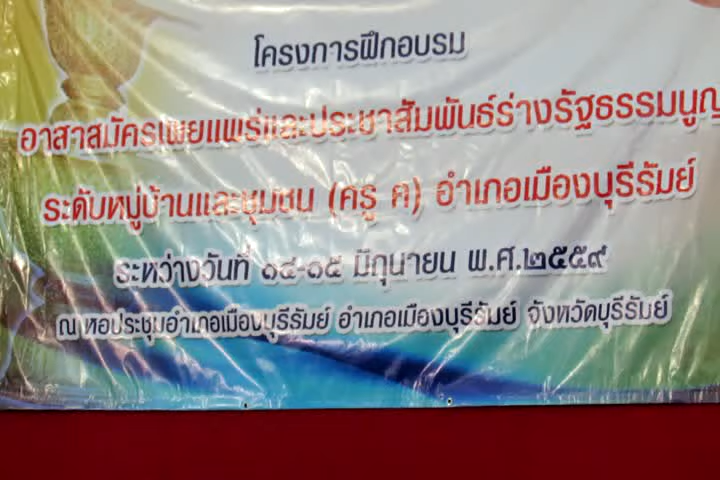 โครงการฝึกอบรม
อาสาสมัครเผยแพร่และประชาสัมพันธ์ร่างรัฐธรรมนูญ
ระดับหมู่บ้านและชุมชน (ครู ค) อำเภอเมืองบุรีรัมย์
ระหว่างวันที่ ๑๔-๑๕ มิถุนายน พ.ศ.๒๕๕๙
ณ หอประชุมอำเภอเมืองบุรีรัมย์ อำเภอเมืองบุรีรัมย์ จังหวัดบุรีรัมย์